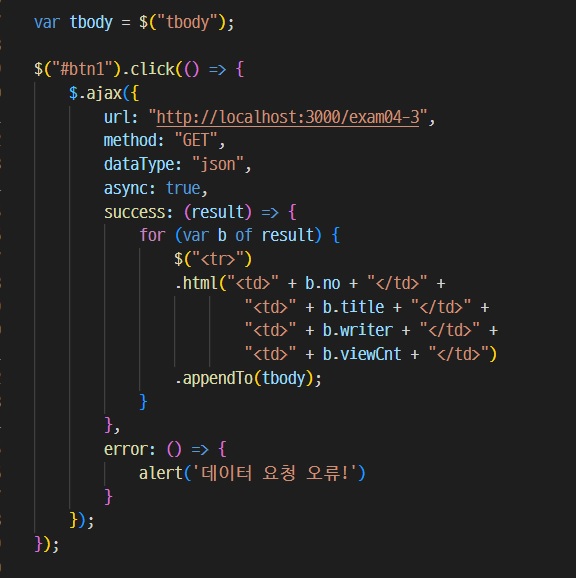 var tbody = $("tbody");
$("#btn1").click(() => {
$.ajax({
url: "http://localhost:3000/exam04-3",
method: "GET",
dataType: "json",
async: true,
success: (result) => {
for (var b of result) {
$("<tr>")
.html("<td>" + b.no + "</td>" +
"<td>" + b.title + "</td>" +
"<td>" + b.writer + "</td>" +
"<td>" + b.viewCnt + "</td>")
.appendTo(tbody);
}
},
error: () => {
alert('데이터 요청 오류!')
}
});
});